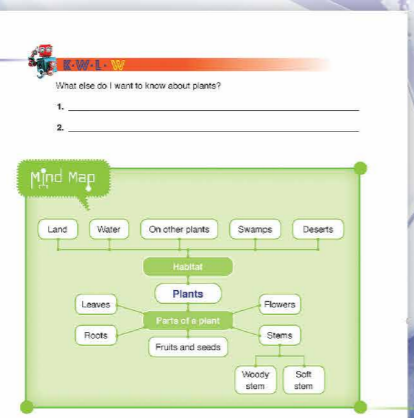 K·W·L·W
What else do I want to know about plants?
1.
2.
Mind Map
Land Water On other plants Swamps Deserts
Habitat
Plants
Leaves Flowers
Parts of a plant
Roots Stems
Fruits and seeds
Woody stem Soft stem